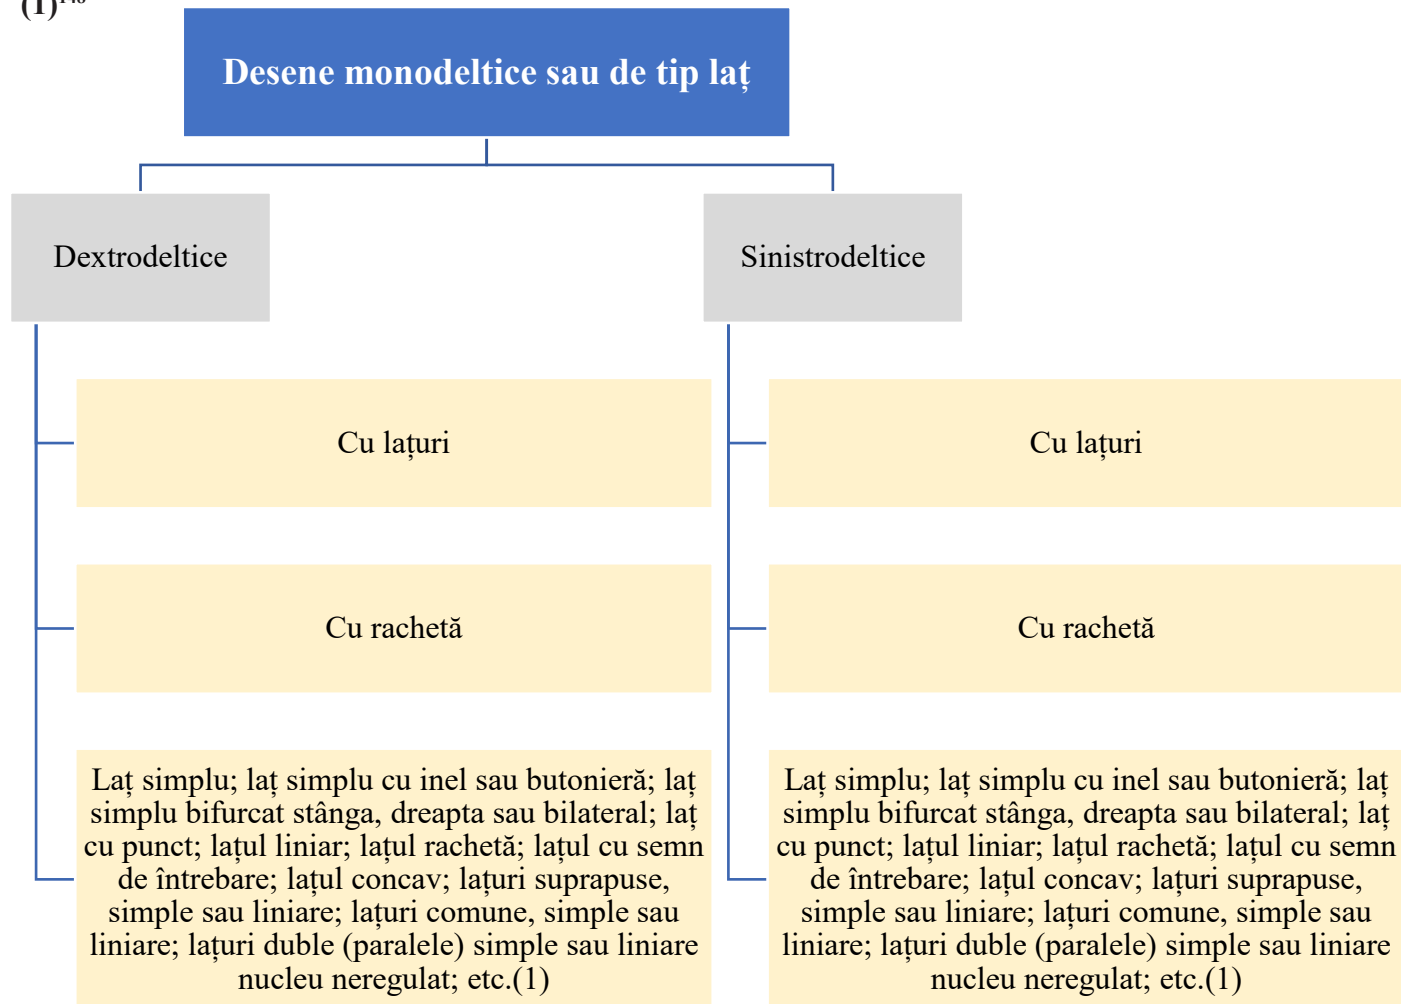 (1)
Desene monodeltice sau de tip laț
Dextrodeltice
Cu lațuri
Cu rachetă
Laț simplu; laț simplu cu inel sau butonieră; laț
simplu bifurcat stânga, dreapta sau bilateral; laț
cu punct; lațul liniar; lațul rachetă; lațul cu semn
de întrebare; lațul concav; lațuri suprapuse,
simple sau liniare; lațuri comune, simple sau
liniare; lațuri duble (paralele) simple sau liniare
nucleu neregulat; etc.(1)
Sinistrodeltice
Cu lațuri
Cu rachetă
Laț simplu; laț simplu cu inel sau butonieră; laț
simplu bifurcat stânga, dreapta sau bilateral; laț
cu punct; lațul liniar; lațul rachetă; lațul cu semn
de întrebare; lațul concav; lațuri suprapuse,
simple sau liniare; lațuri comune, simple sau
liniare; lațuri duble (paralele) simple sau liniare
nucleu neregulat; etc.(1)